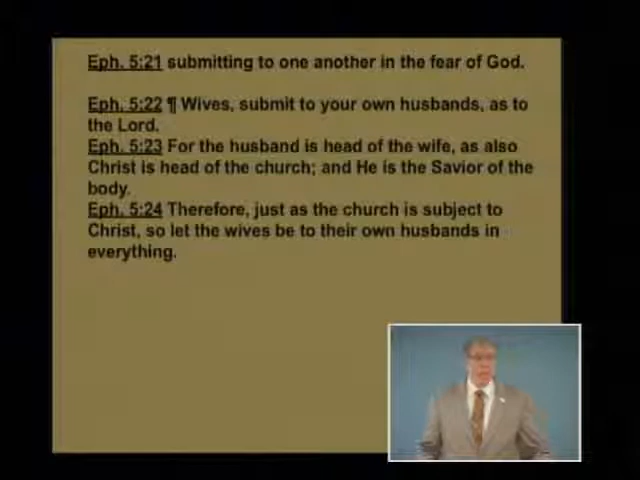 Eph. 5:21 submitting to one another in the fear of God.
Eph. 5:22 ¶ Wives, submit to your own husbands, as to
the Lord.
Eph. 5:23 For the husband is head of the wife, as also
Christ is head of the church; and He is the Savior of the
body.
Eph. 5:24 Therefore, just as the church is subject to
Christ, so let the wives be to their own husbands in
everything.